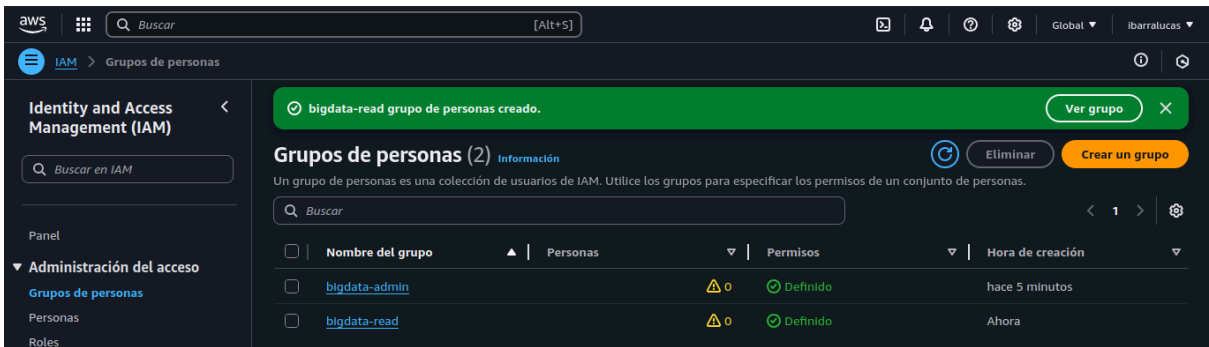 aws
Buscar [Alt+S] Global ▼ ibarralucas ▼
IAM > Grupos de personas
Identity and Access
Management (IAM)
Buscar en IAM
Panel
▼ Administración del acceso
Grupos de personas
Personas
Roles
bigdata-read grupo de personas creado. Ver grupo
Grupos de personas (2) Información Eliminar Crear un grupo
Un grupo de personas es una colección de usuarios de IAM. Utilice los grupos para especificar los permisos de un conjunto de personas.
Buscar < 1 >
Nombre del grupo Personas Permisos Hora de creación
bigdata-admin 0 Definido hace 5 minutos
bigdata-read 0 Definido Ahora